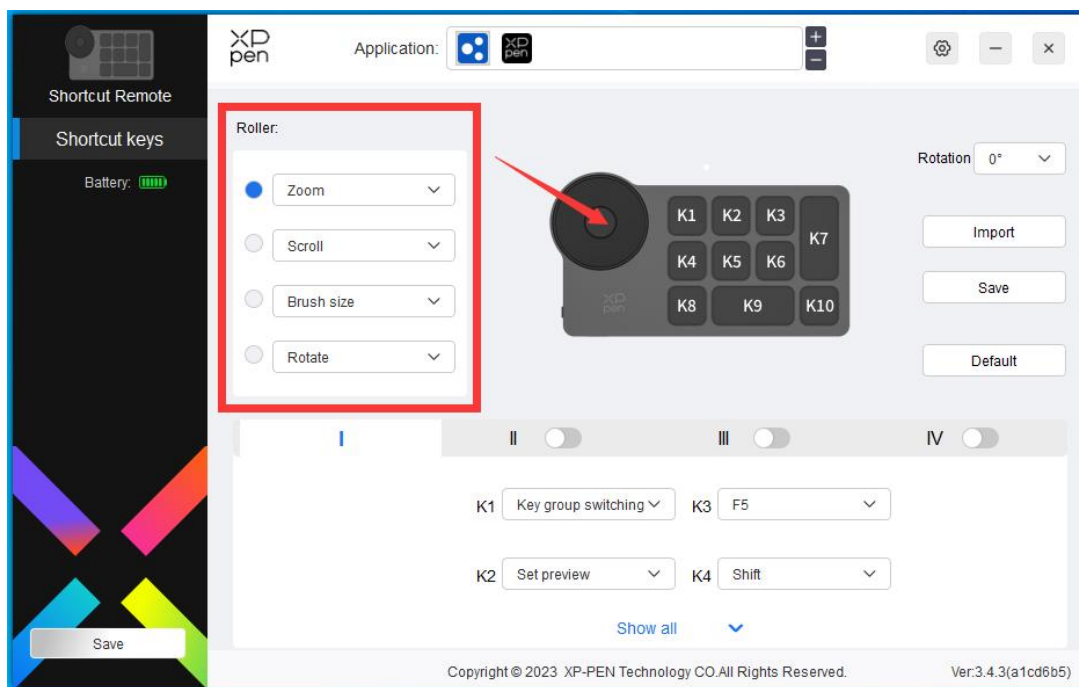 Shortcut Remote
Shortcut keys
Battery:
Save
XP
pen
Application:
XP
pen
+
−
Roller:
Zoom
Scroll
Brush size
Rotate
K1 K2 K3
K4 K5 K6 K7
K8 K9 K10
XP
pen
Rotation 0°
Import
Save
Default
I II III IV
K1 Key group switching K3 F5
K2 Set preview K4 Shift
Show all
Copyright © 2023 XP-PEN Technology CO.All Rights Reserved. Ver:3.4.3(a1cd6b5)